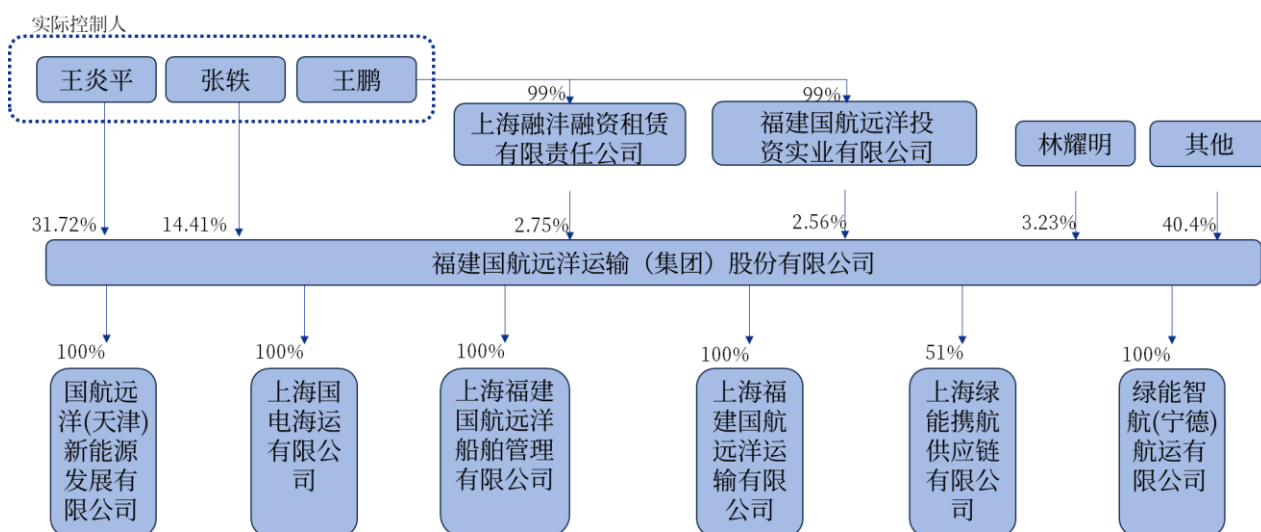 实际控制人
王炎平
张轶
王鹏
99%
99%
上海融沣融资租赁
有限责任公司
福建国航远洋投
资实业有限公司
林耀明
其他
31.72%
14.41%
2.75%
2.56%
3.23%
40.4%
福建国航远洋运输（集团）股份有限公司
100%
100%
100%
100%
51%
100%
国航远
洋(天津)
新能源
发展有
限公司
上海国
电海运
有限公
司
上海福建
国航远洋
船舶管理
有限公司
上海福
建国航
远洋运
输有限
公司
上海绿
能携航
供应链
有限公
司
绿能智
航(宁德)
航运有
限公司